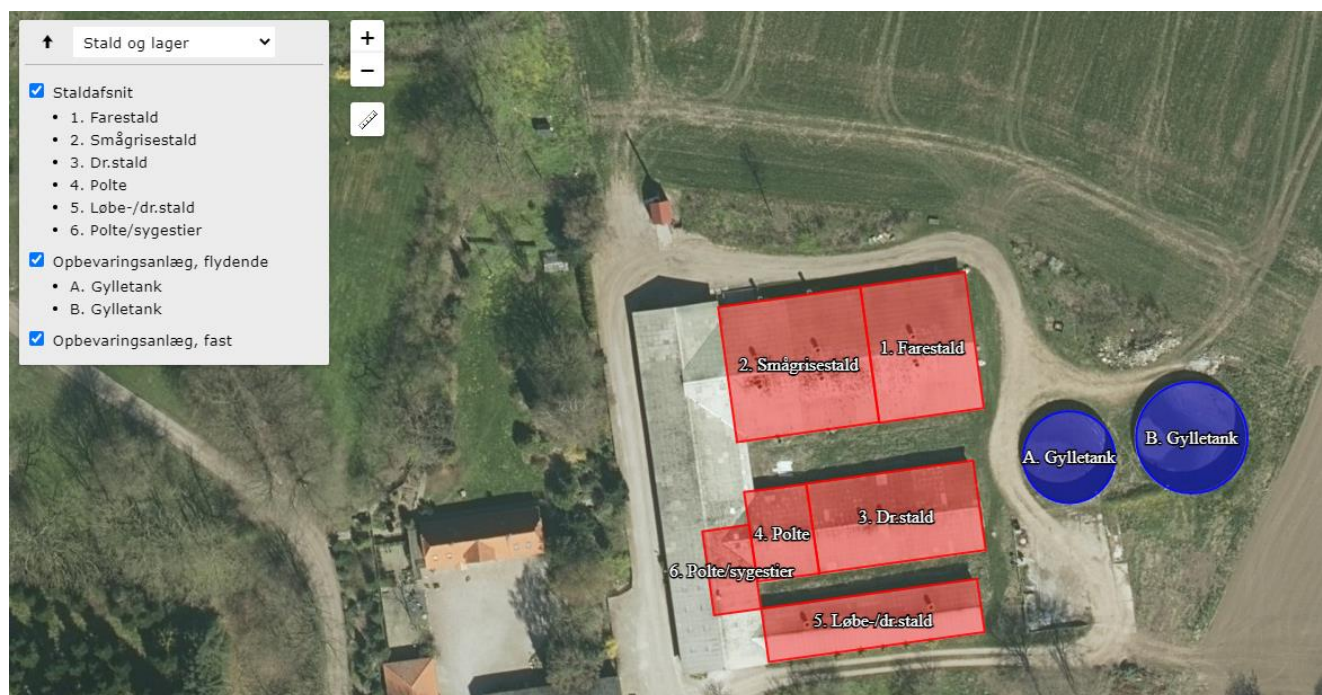 Stald og lager
Staldafsnit
1. Farestald
2. Smågrisestald
3. Dr.stald
4. Polte
5. Løbe-/dr.stald
6. Polte/sygestier
Opbevaringsanlæg, flydende
A. Gylletank
B. Gylletank
Opbevaringsanlæg, fast
+
−
2. Smågrisestald
1. Farestald
A. Gylletank
B. Gylletank
4. Polte
3. Dr.stald
6. Polte/sygestier
5. Løbe-/dr.stald